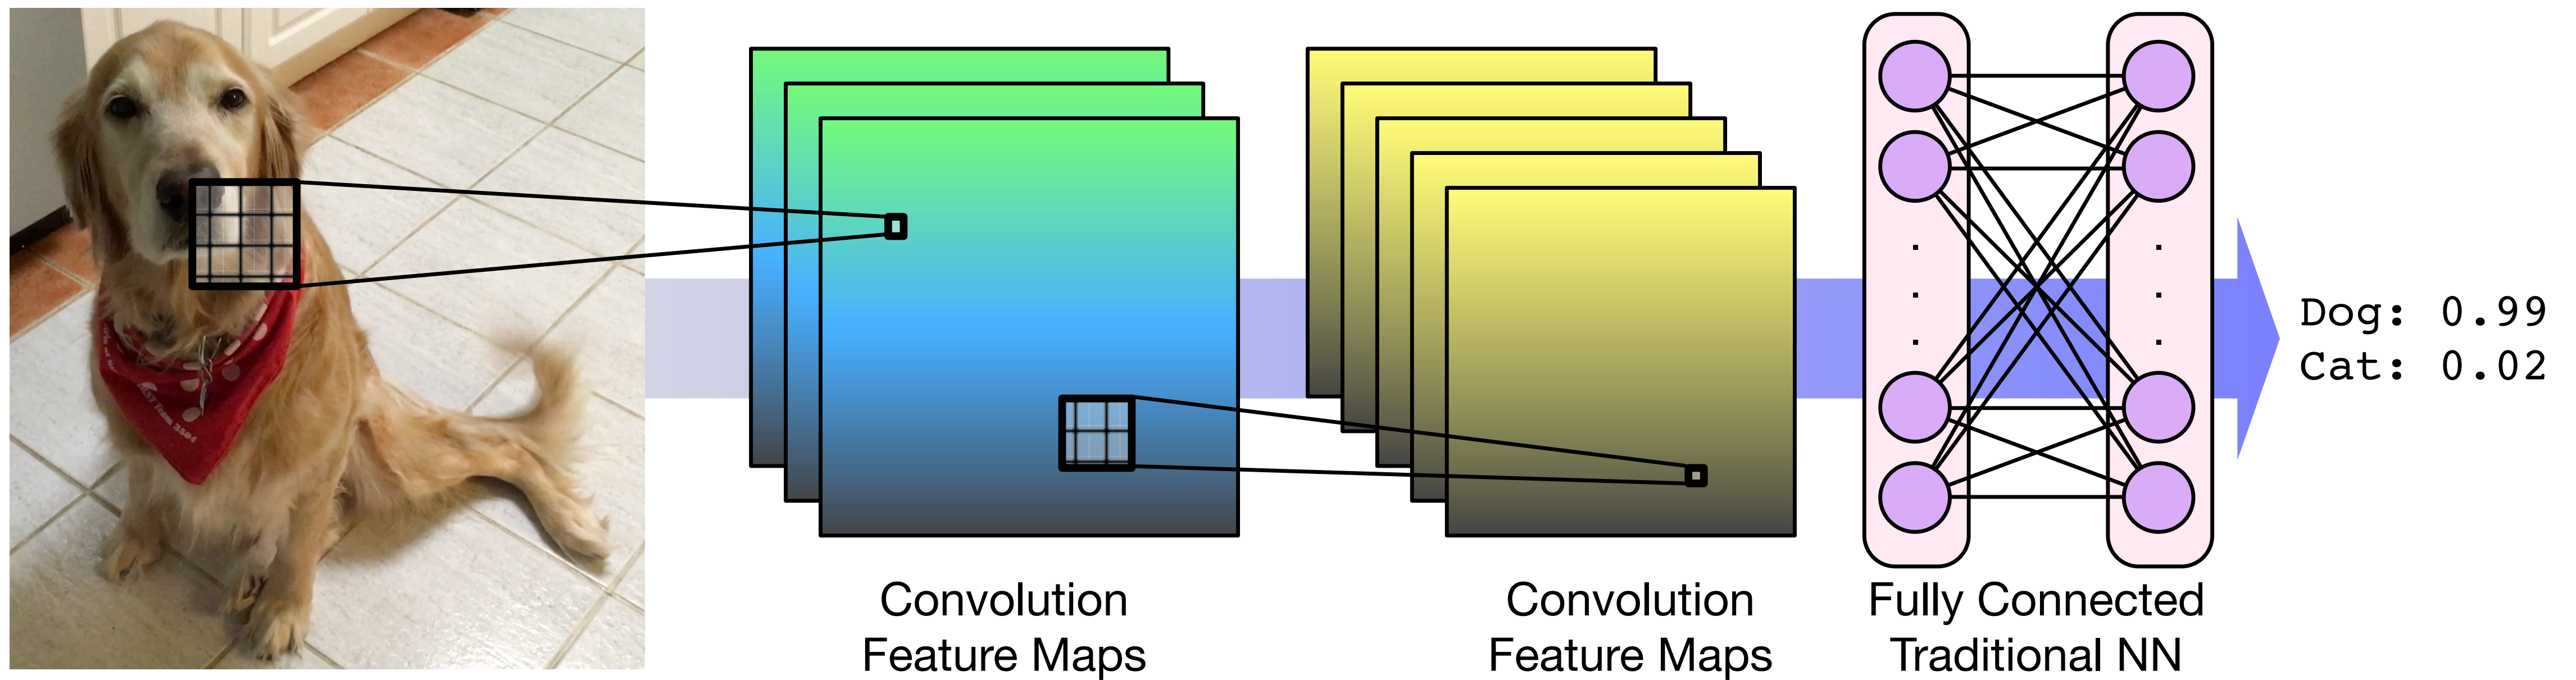 Dog: 0.99
Cat: 0.02
Convolution
Feature Maps
Convolution
Feature Maps
Fully Connected
Traditional NN